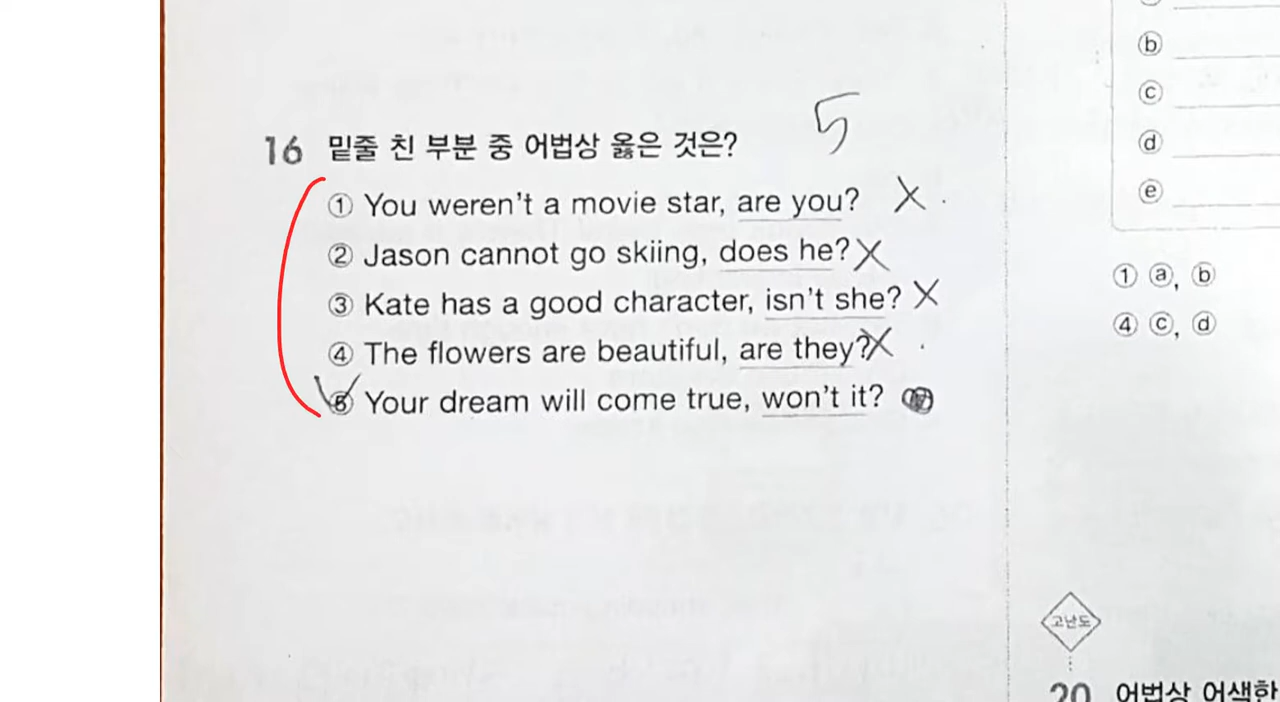 5
16 밑줄 친 부분 중 어법상 옳은 것은?
① You weren't a movie star, are you? X
② Jason cannot go skiing, does he? X
③ Kate has a good character, isn't she? X
④ The flowers are beautiful, are they? X
⑤ Your dream will come true, won't it?
ⓑ
ⓒ
ⓓ
ⓔ
① ⓐ, ⓑ
④ ⓒ, ⓓ
고난도
20 어법상 어색한